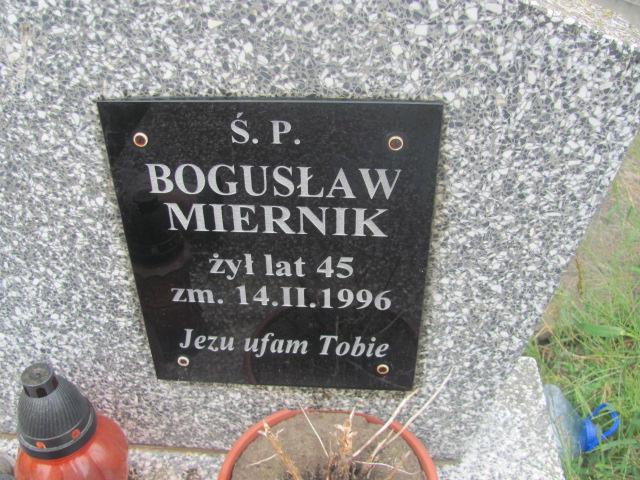 Ś. P.
BOGUSŁAW
MIERNIK
żył lat 45
zm. 14.II.1996
Jezu ufam Tobie